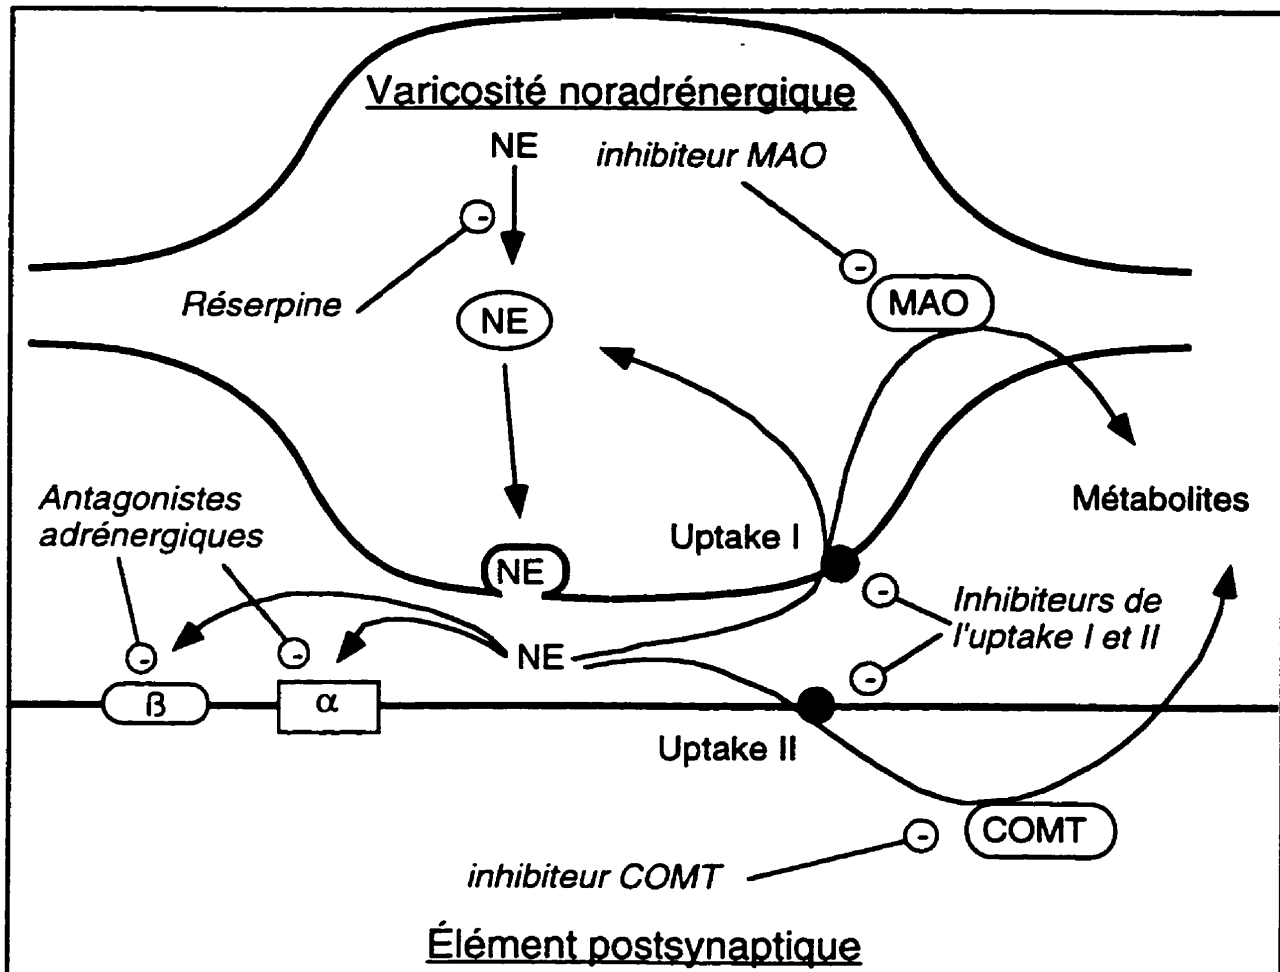 Varicosité noradrénergique
NE
inhibiteur MAO
-
-
Réserpine
MAO
NE
Antagonistes
adrénergiques
Métabolites
Uptake I
NE
-
Inhibiteurs de
l'uptake I et II
-
-
NE
-
ß
α
Uptake II
COMT
-
inhibiteur COMT
Élément postsynaptique